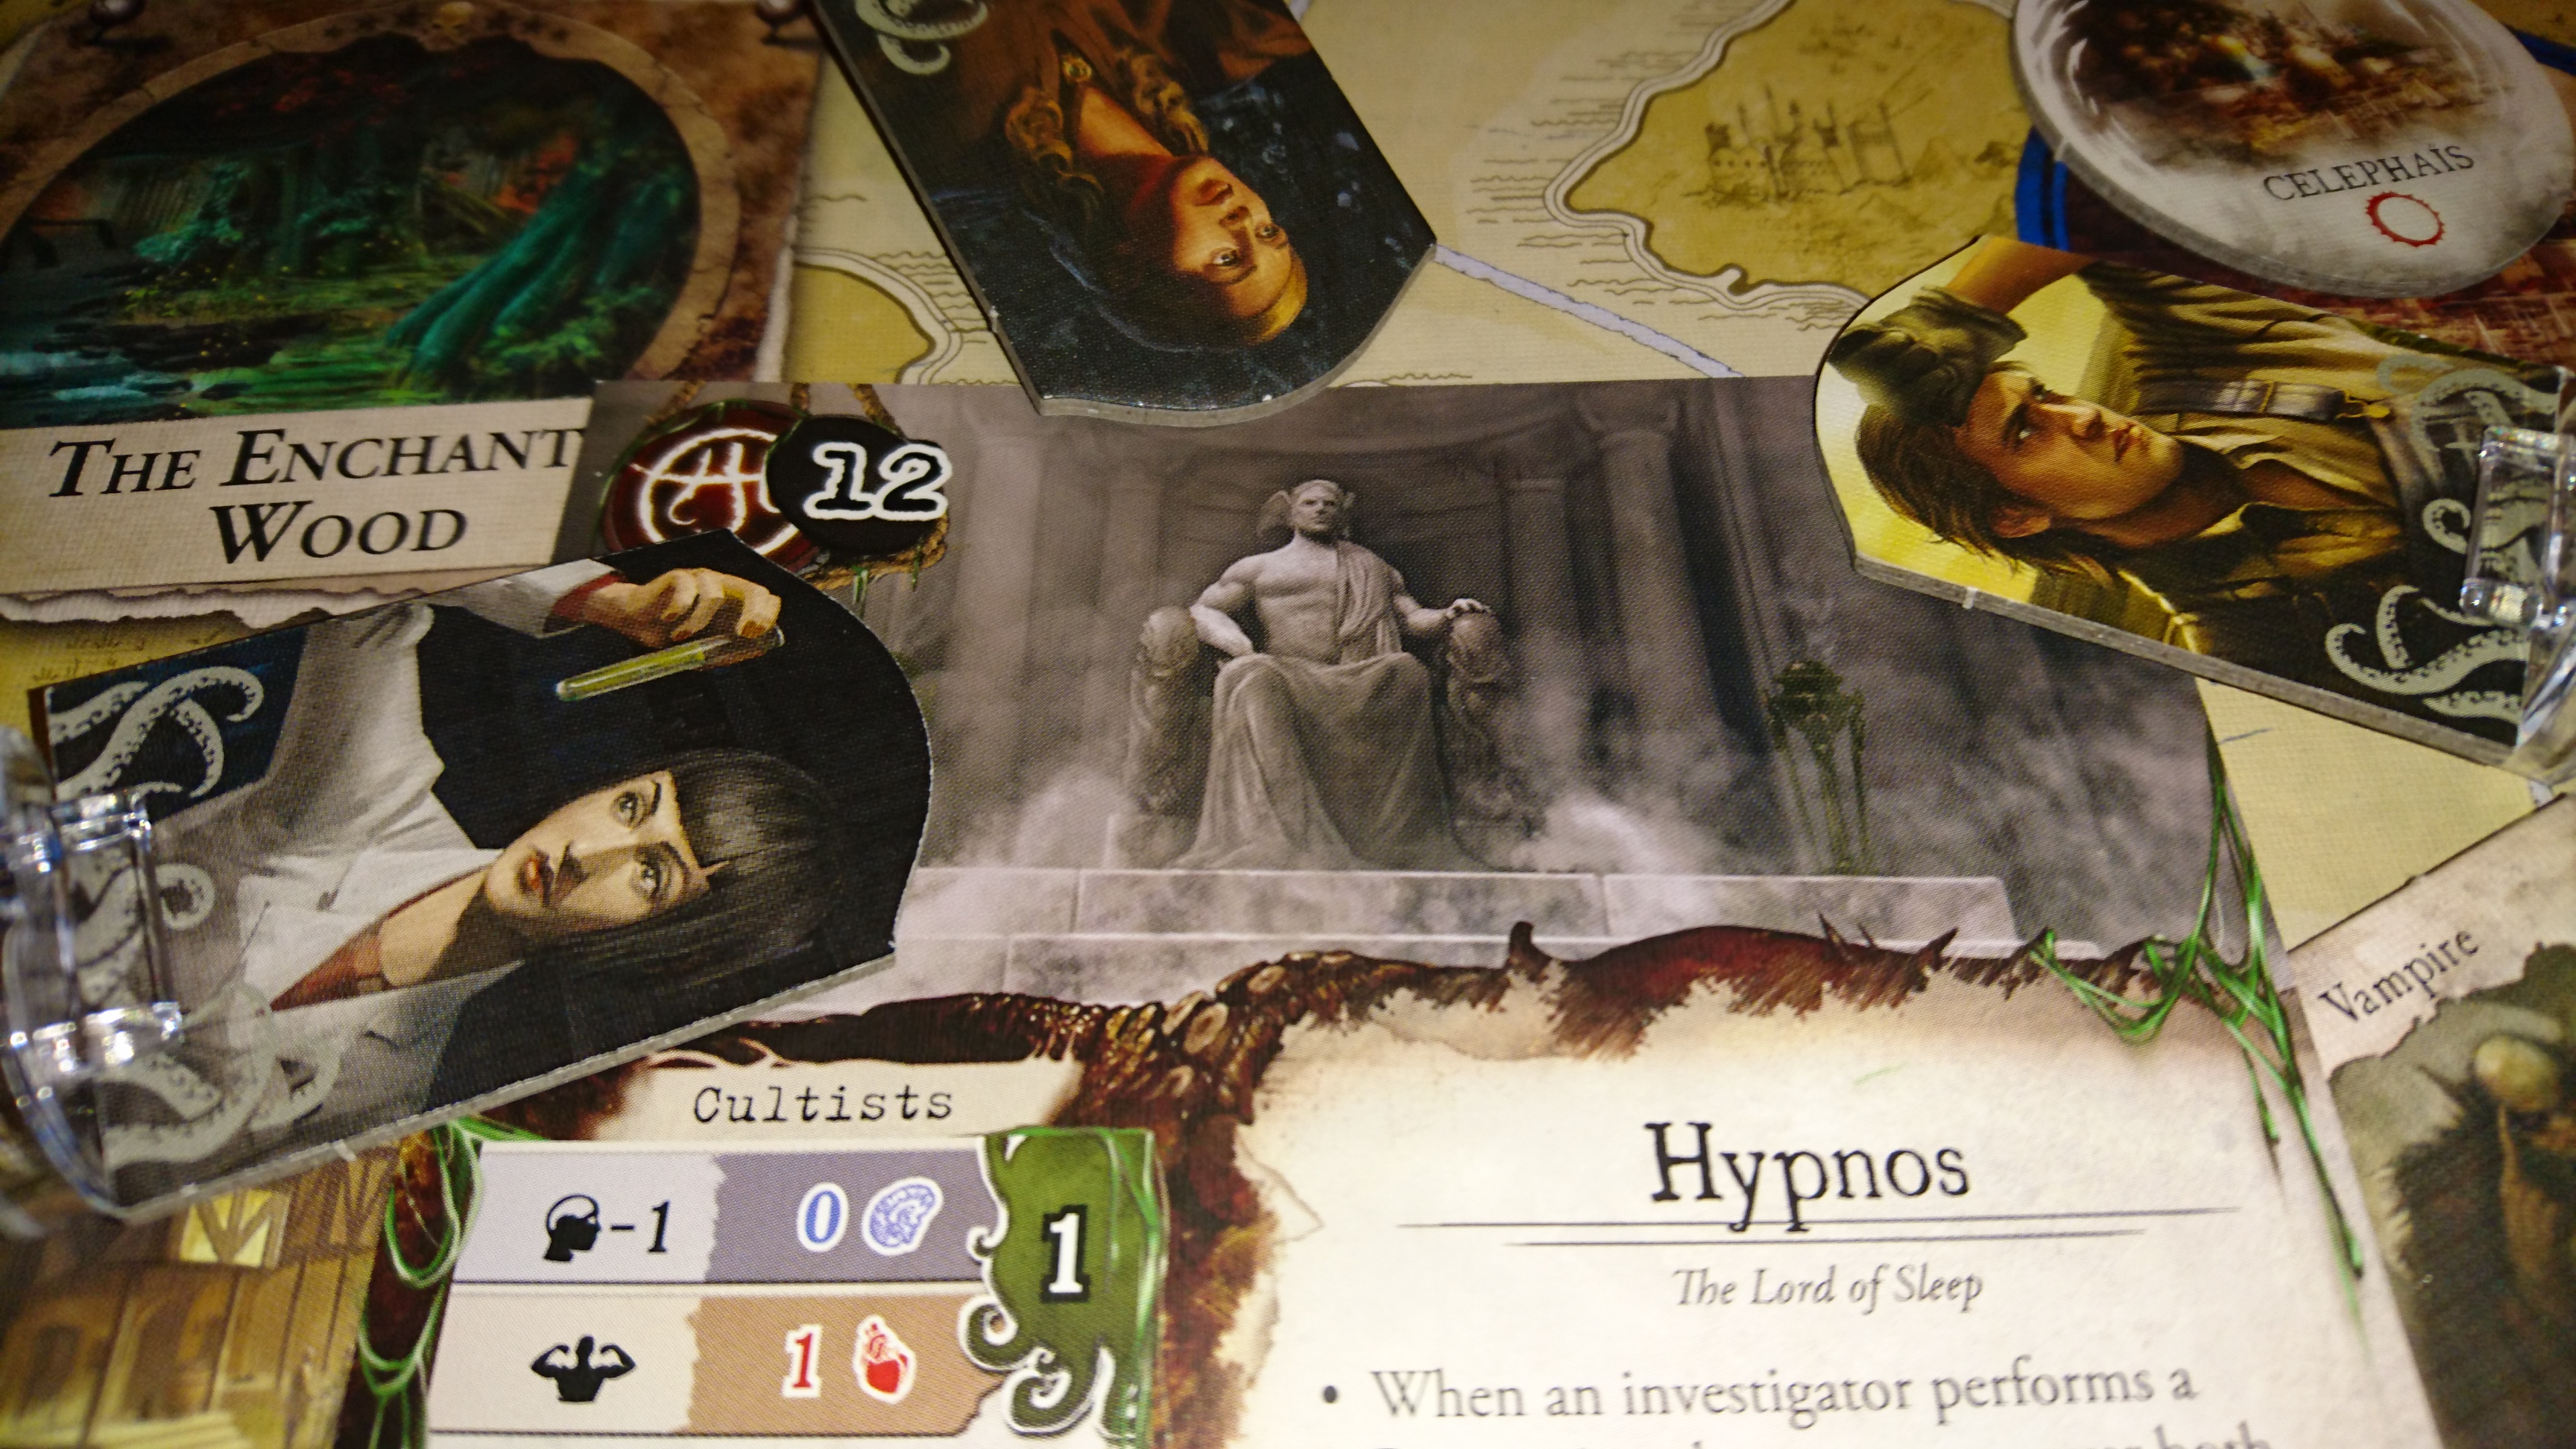 CELEPHAÏS
THE ENCHANT
WOOD
12
Vampire
Cultists
-1 0
1
1
Hypnos
The Lord of Sleep
• When an investigator performs a
both